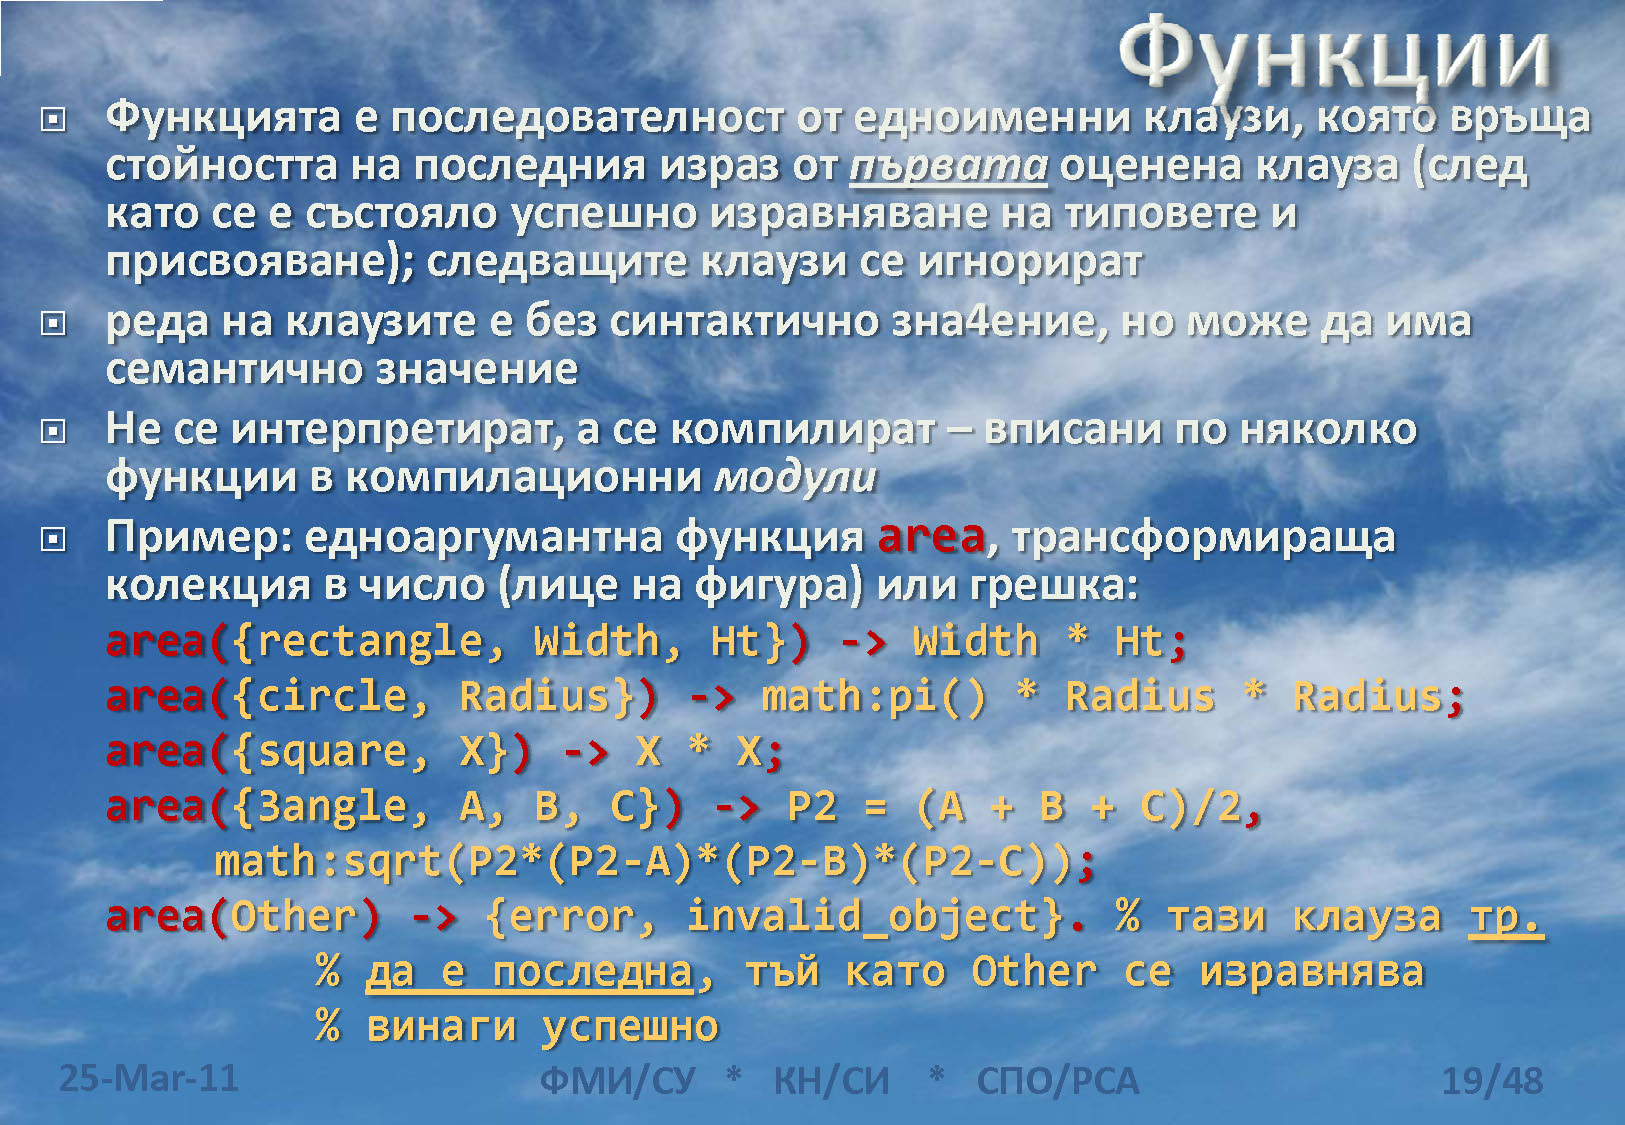 Функции
Функцията е последователност от едноименни клаузи, която връща
стойността на последния израз от първата оценена клауза (след
като се е състояло успешно изравняване на типовете и
присвояване); следващите клаузи се игнорират
реда на клаузите е без синтактично зна4ение, но може да има
семантично значение
Не се интерпретират, а се компилират – вписани по няколко
функции в компилационни модули
Пример: едноаргумантна функция area, трансформираща
колекция в число (лице на фигура) или грешка:
area({rectangle, Width, Ht}) -> Width * Ht;
area({circle, Radius}) -> math:pi() * Radius * Radius;
area({square, X}) -> X * X;
area({3angle, A, B, C}) -> P2 = (A + B + C)/2,
math:sqrt(P2*(P2-A)*(P2-B)*(P2-C));
area(Other) -> {error, invalid_object}. % тази клауза тр.
% да е последна, тъй като Other се изравнява
% винаги успешно
25-Mar-11 ФМИ/СУ * КН/СИ * СПО/РСА 19/48